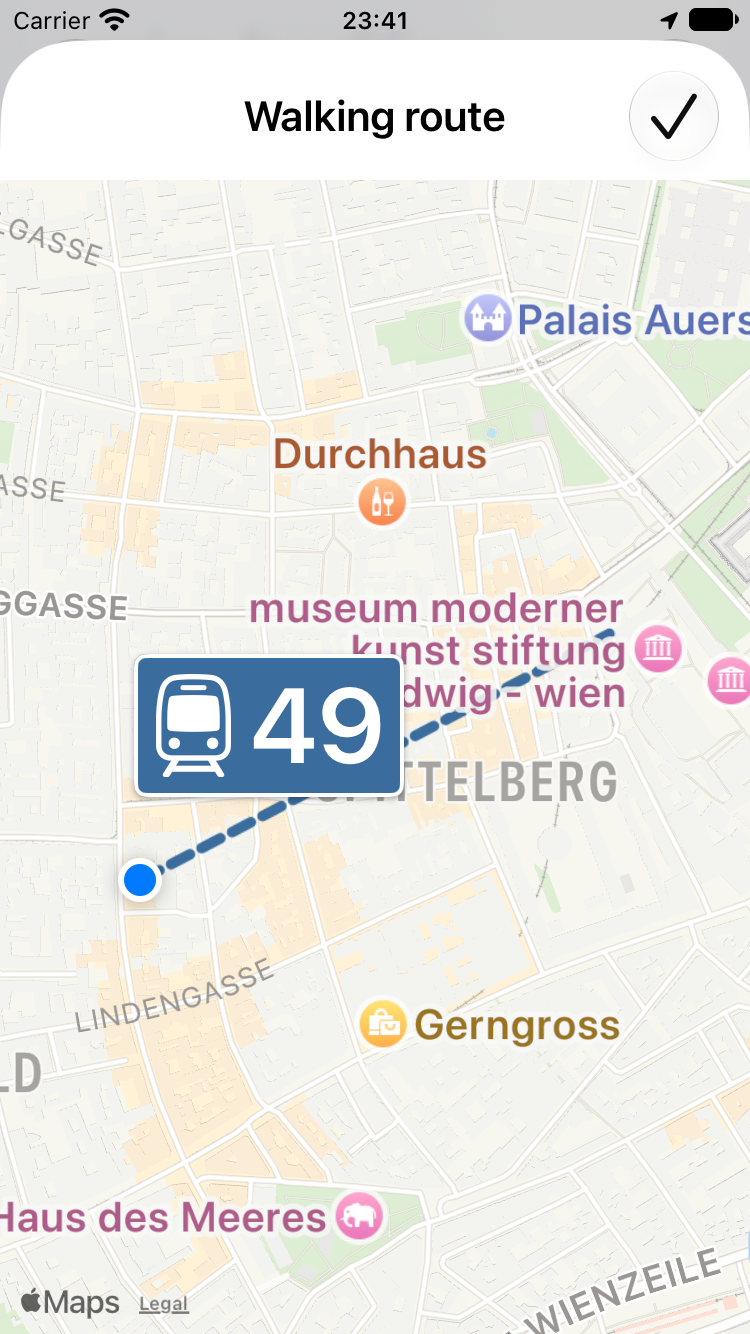 Carrier 23:41
Walking route
LGASSE
Palais Auers
Durchhaus
ASSE
GGASSE
museum moderner
kunst stiftung
dwig - wien
49
TTELBERG
LINDENGASSE
Gerngross
LD
Haus des Meeres
WIENZEILE
Maps Legal